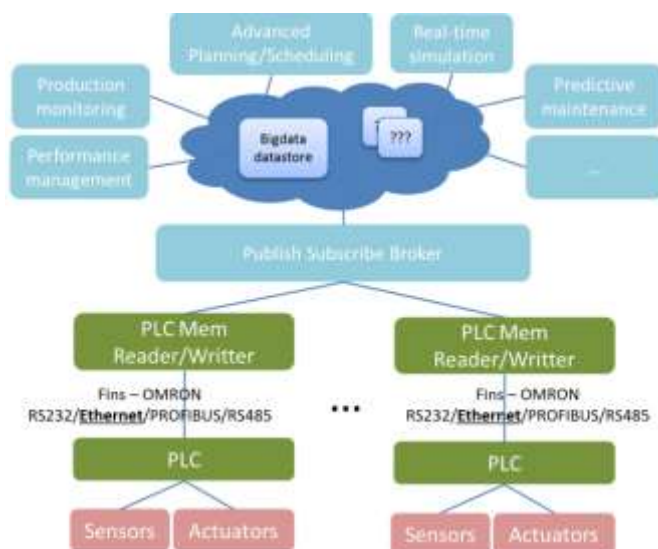 Advanced
Planning/Scheduling
Real-time
simulation
Production
monitoring
Predictive
maintenance
Bigdata
datastore
???
Performance
management
...
Publish Subscribe Broker
PLC Mem
Reader/Writter
PLC Mem
Reader/Writter
Fins – OMRON
RS232/Ethernet/PROFIBUS/RS485
...
Fins – OMRON
RS232/Ethernet/PROFIBUS/RS485
PLC
PLC
Sensors
Actuators
Sensors
Actuators